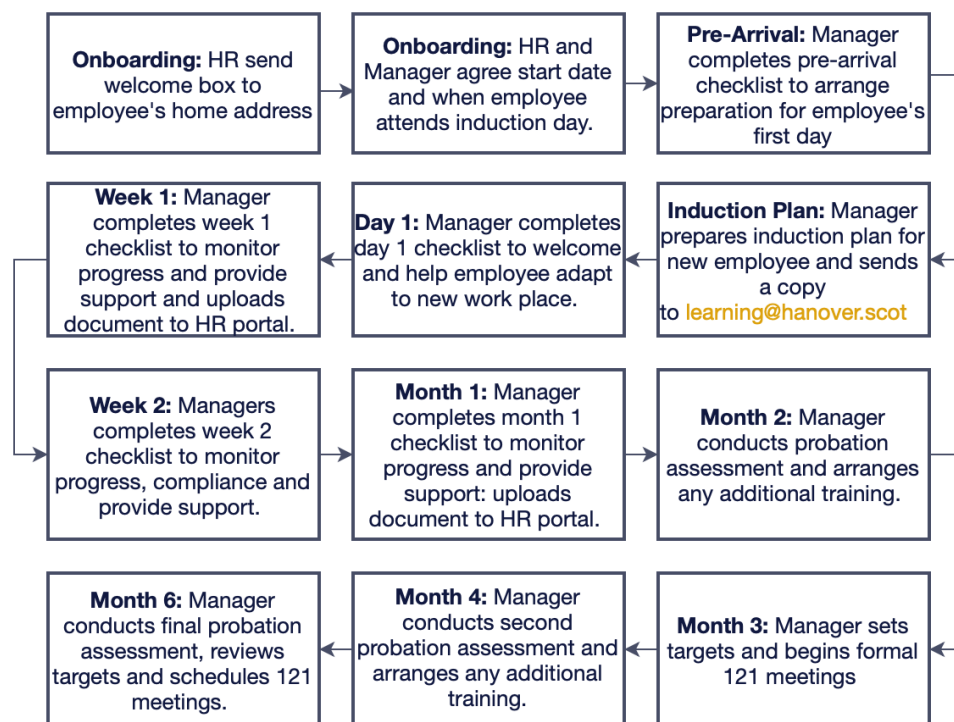 Onboarding: HR send
welcome box to
employee's home address
Onboarding: HR and
Manager agree start date
and when employee
attends induction day.
Pre-Arrival: Manager
completes pre-arrival
checklist to arrange
preparation for employee's
first day
Induction Plan: Manager
prepares induction plan for
new employee and sends
a copy
to learning@hanover.scot
Day 1: Manager completes
day 1 checklist to welcome
and help employee adapt
to new work place.
Week 1: Manager
completes week 1
checklist to monitor
progress and provide
support and uploads
document to HR portal.
Week 2: Managers
completes week 2
checklist to monitor
progress, compliance and
provide support.
Month 1: Manager
completes month 1
checklist to monitor
progress and provide
support: uploads
document to HR portal.
Month 2: Manager
conducts probation
assessment and arranges
any additional training.
Month 3: Manager sets
targets and begins formal
121 meetings
Month 4: Manager
conducts second
probation assessment and
arranges any additional
training.
Month 6: Manager
conducts final probation
assessment, reviews
targets and schedules 121
meetings.